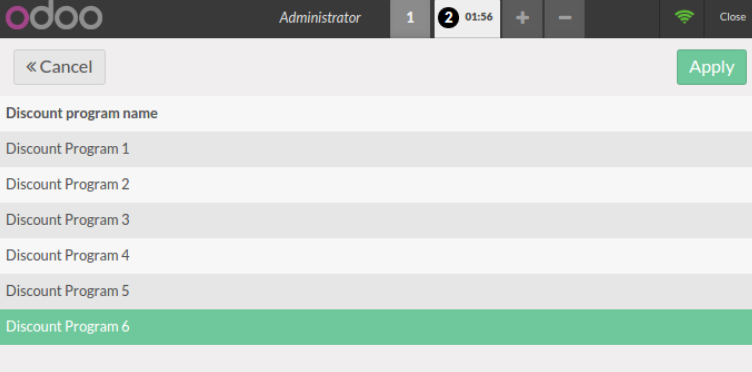 odoo Administrator 1 2 01:56 + − Close
« Cancel Apply
Discount program name
Discount Program 1
Discount Program 2
Discount Program 3
Discount Program 4
Discount Program 5
Discount Program 6